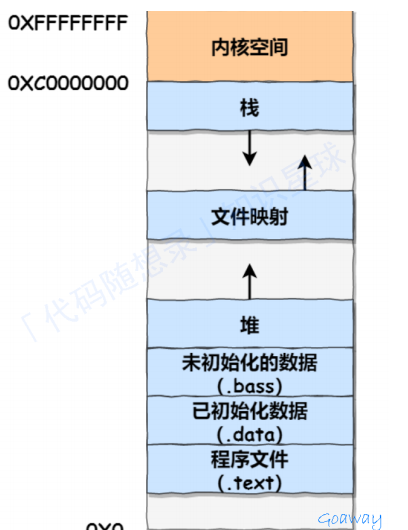 0XFFFFFFFF
内核空间
0XC0000000
栈
文件映射
堆
未初始化的数据
(.bass)
已初始化数据
(.data)
程序文件
(.text)
0X0
「代码随想录」知识星球
Goaway